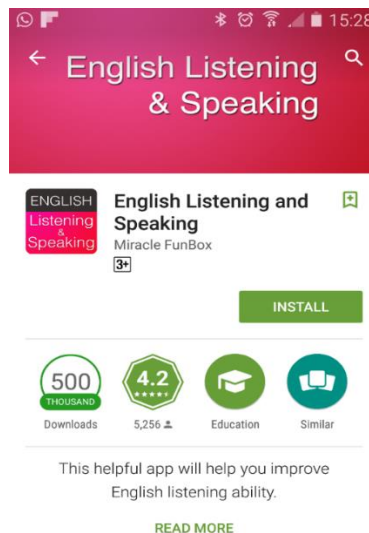 15:28
English Listening
& Speaking
ENGLISH
Listening
&
Speaking
English Listening and
Speaking
Miracle FunBox
3+
INSTALL
500
THOUSAND
Downloads
4.2
5,256
Education
Similar
This helpful app will help you improve
English listening ability.
READ MORE